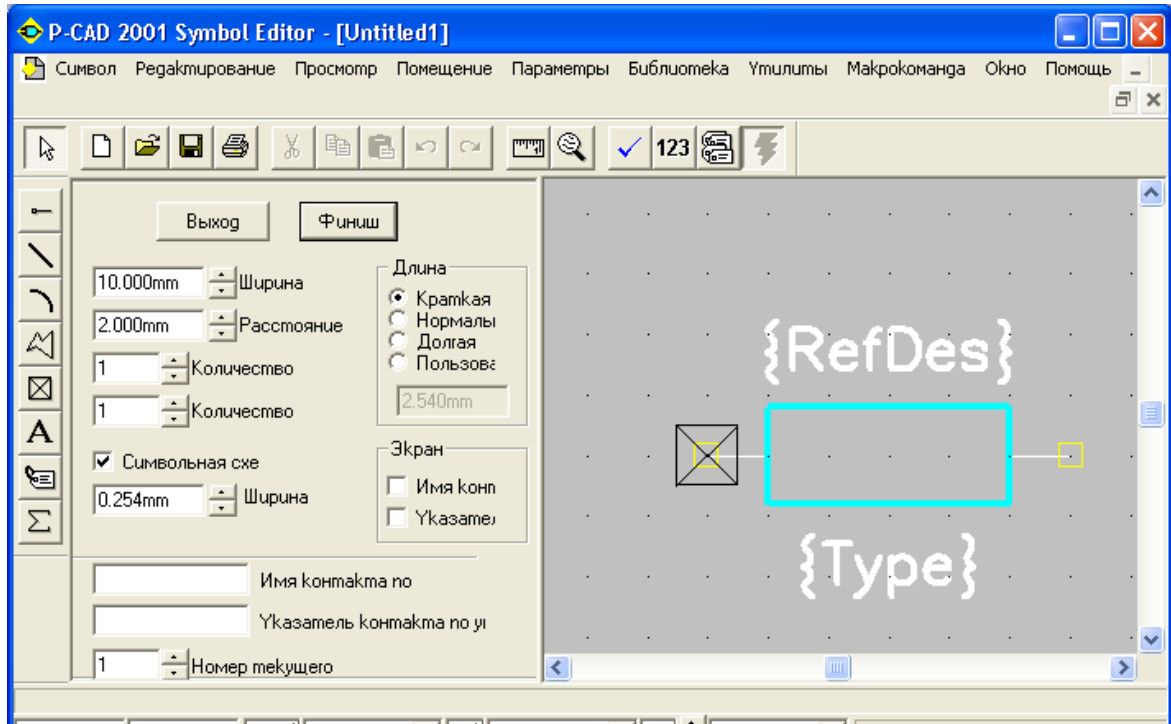 P-CAD 2001 Symbol Editor - [Untitled1]
Символ Редактирование Просмотр Помещение Параметры Библиотека Утилиты Макрокоманда Окно Помощь
123
Выход Финиш
10.000mm Ширина
2.000mm Расстояние
1 Количество
1 Количество
Символьная схе
0.254mm Ширина
Длина
Краткая
Нормалы
Долгая
Пользова
2.540mm
Экран
Имя конп
Указател
Имя контакта по
Указатель контакта по уı
1 Номер текущего
{RefDes}
{Type}